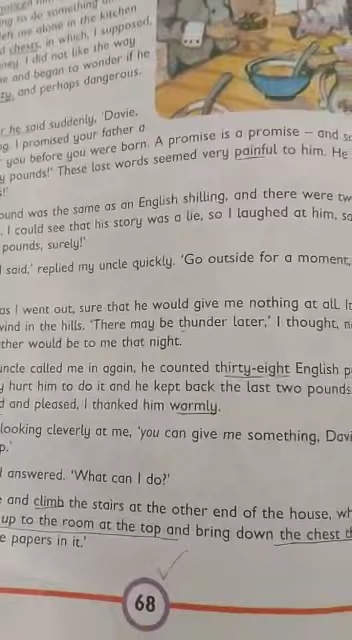 ng to do something
left me alone in the kitchen
d chests, in which, I supposed,
ney. I did not like the way
e and began to wonder if he
zy, and perhaps dangerous.
r he said suddenly, 'Davie,
g. I promised your father a
you before you were born. A promise is a promise – and so
y pounds!' These last words seemed very painful to him. He
s!'
ound was the same as an English shilling, and there were tw
. I could see that his story was a lie, so I laughed at him, sa
pounds, surely!'
I said,' replied my uncle quickly. 'Go outside for a moment,
as I went out, sure that he would give me nothing at all. It
vind in the hills. 'There may be thunder later,' I thought, n
ther would be to me that night.
uncle called me in again, he counted thirty-eight English p
y hurt him to do it and he kept back the last two pounds
d and pleased, I thanked him warmly.
looking cleverly at me, 'you can give me something, Davi
p.'
I answered. 'What can I do?'
e and climb the stairs at the other end of the house, wh
up to the room at the top and bring down the chest th
e papers in it.'
68